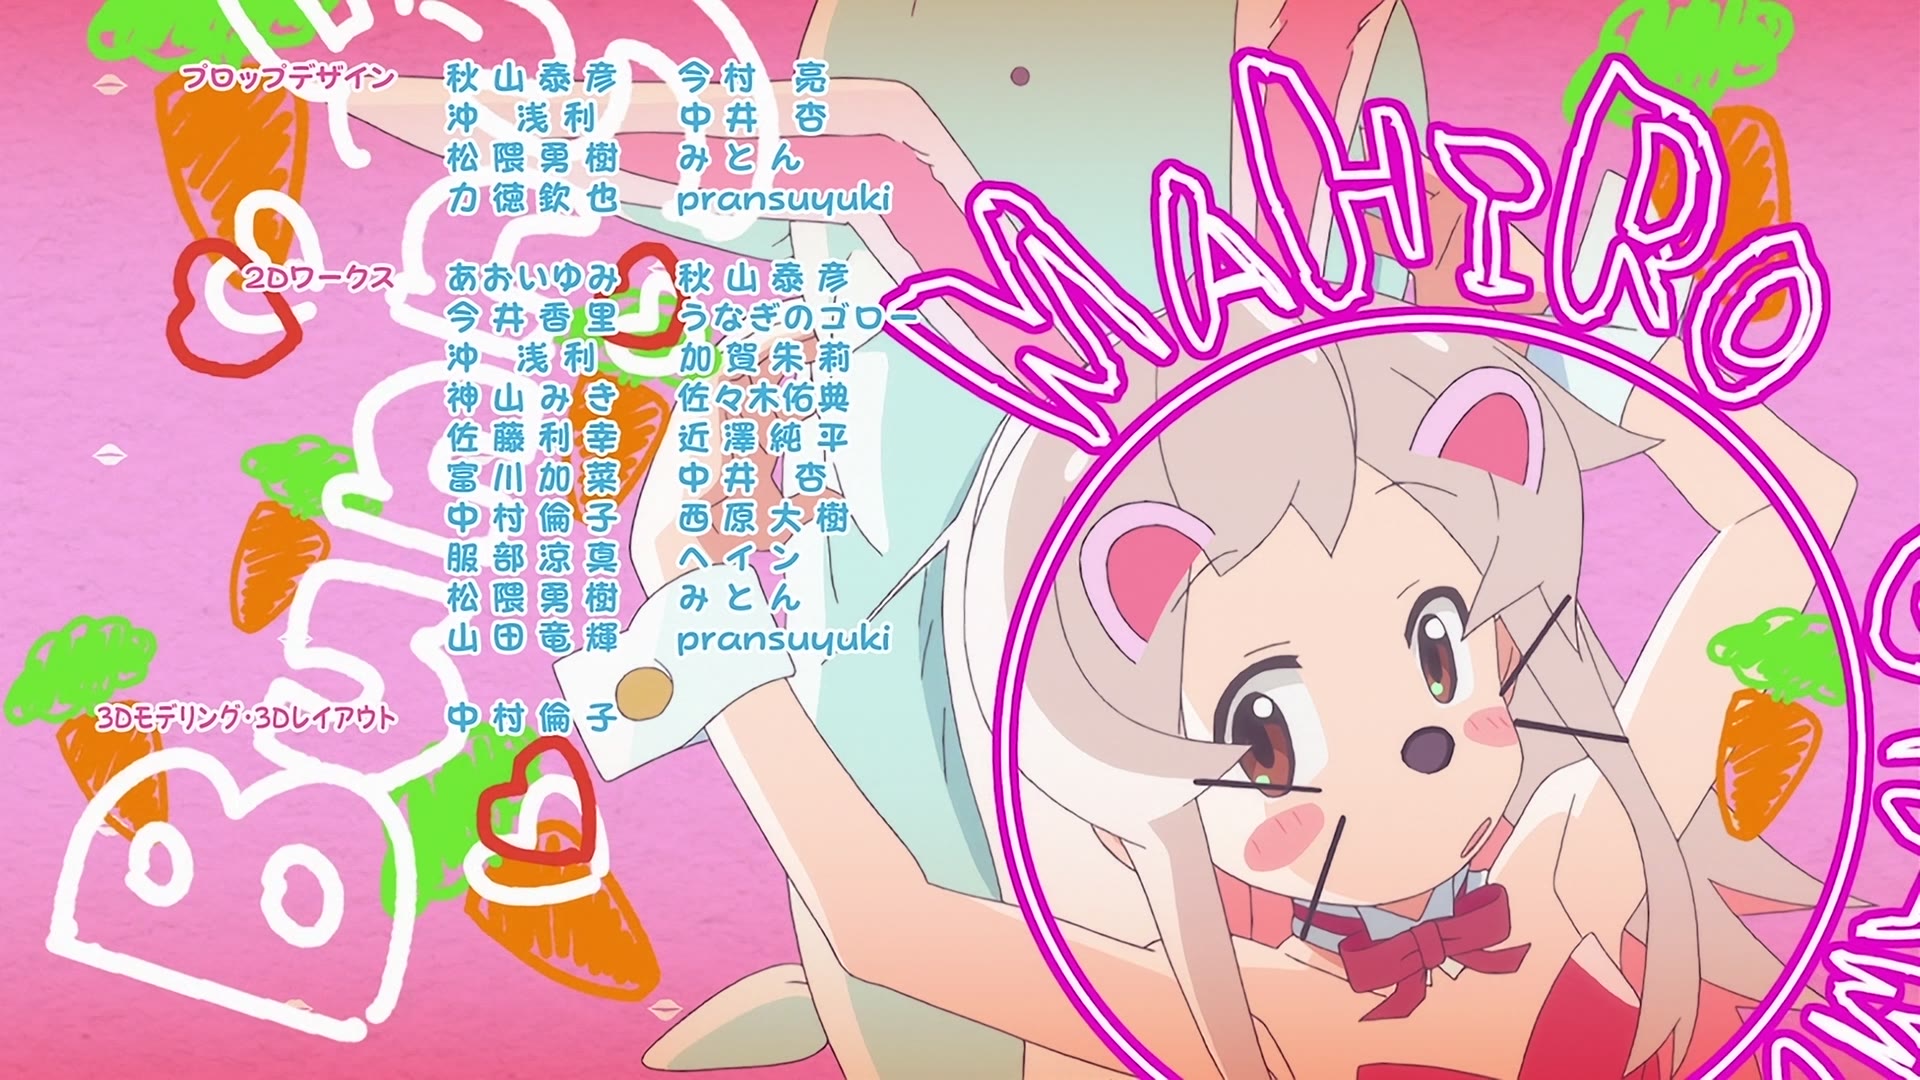 プロップデザイン 秋山泰彦 今村 亮
沖 浅利 中井 杏
松隈勇樹 みとん
力徳欽也 pransuyuki
2Dワークス あおいゆみ 秋山泰彦
今井香里 うなぎのゴロー
沖 浅利 加賀朱莉
神山みき 佐々木佑典
佐藤利幸 近澤純平
富川加菜 中井 杏
中村倫子 西原大樹
服部涼真 ヘイン
松隈勇樹 みとん
山田竜輝 pransuyuki
3Dモデリング・3Dレイアウト 中村倫子
MAHIRO